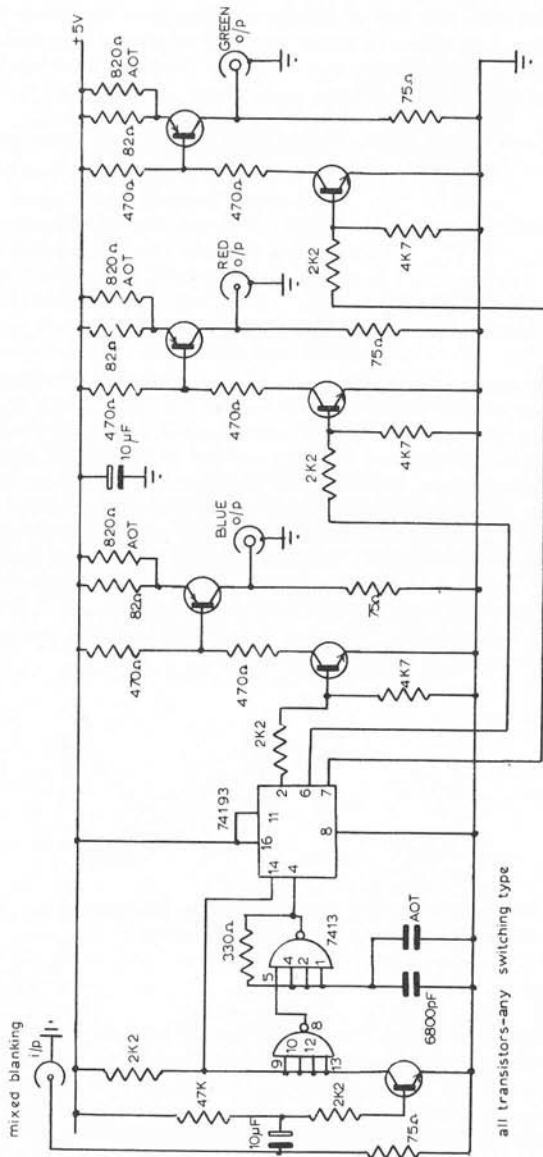 mixed blanking
i/p
2K2
47K
10µF
2K2
75Ω
9
10
12
13
8
5
4
2
1
7413
330Ω
6800pF
AOT
74193
14
16
11
4
2
6
7
8
2K2
4K7
470Ω
470Ω
82Ω
820Ω
AOT
BLUE
o/p
75Ω
10µF
2K2
4K7
470Ω
470Ω
82Ω
820Ω
AOT
RED
o/p
75Ω
2K2
4K7
470Ω
470Ω
82Ω
820Ω
AOT
GREEN
o/p
75Ω
+5V
all transistors-any switching type